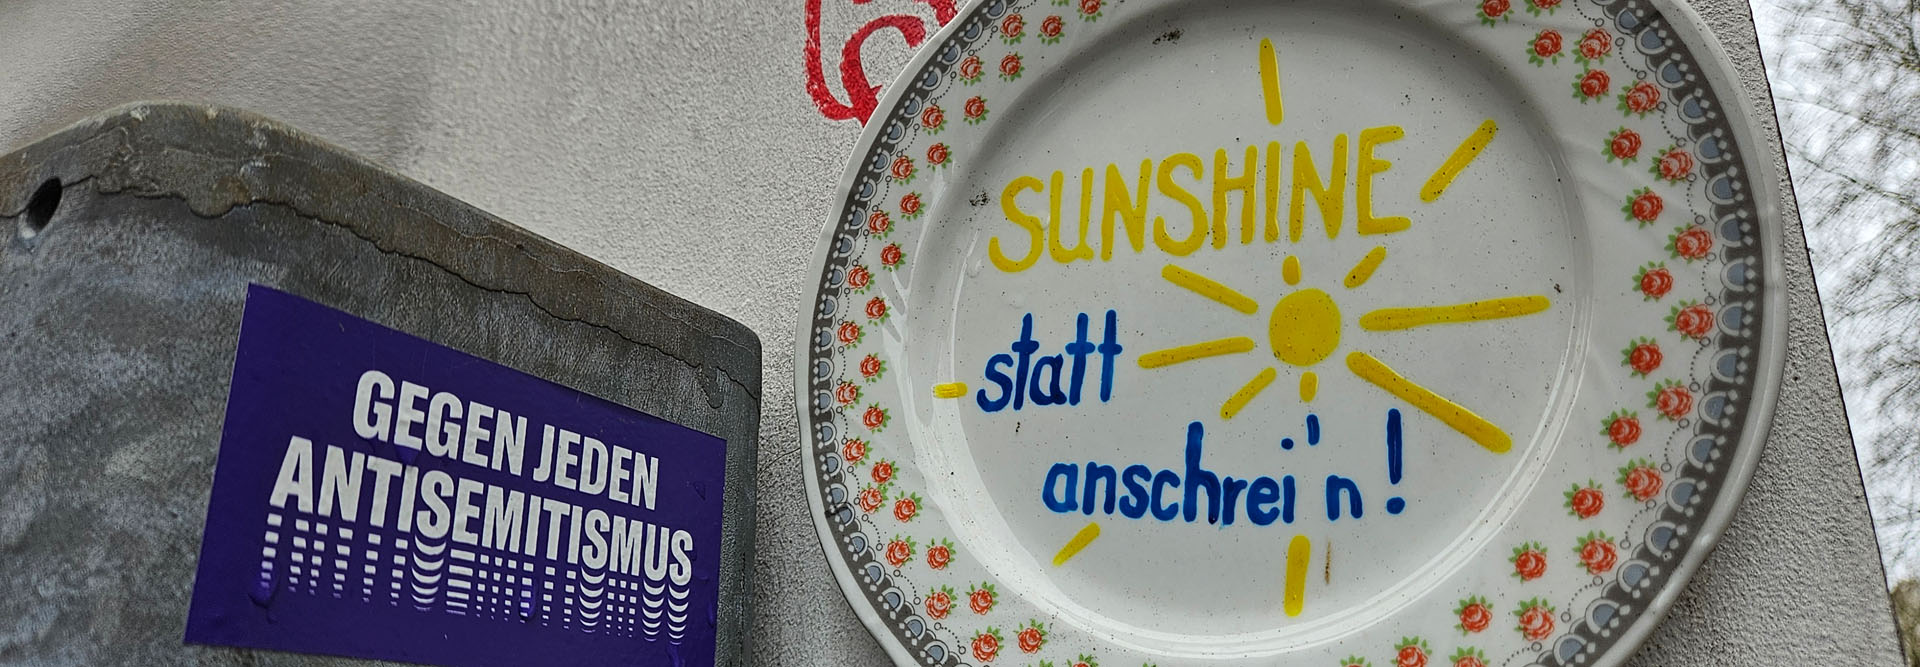 GEGEN JEDEN
ANTISEMITISMUS
SUNSHINE
statt
anschrei'n!